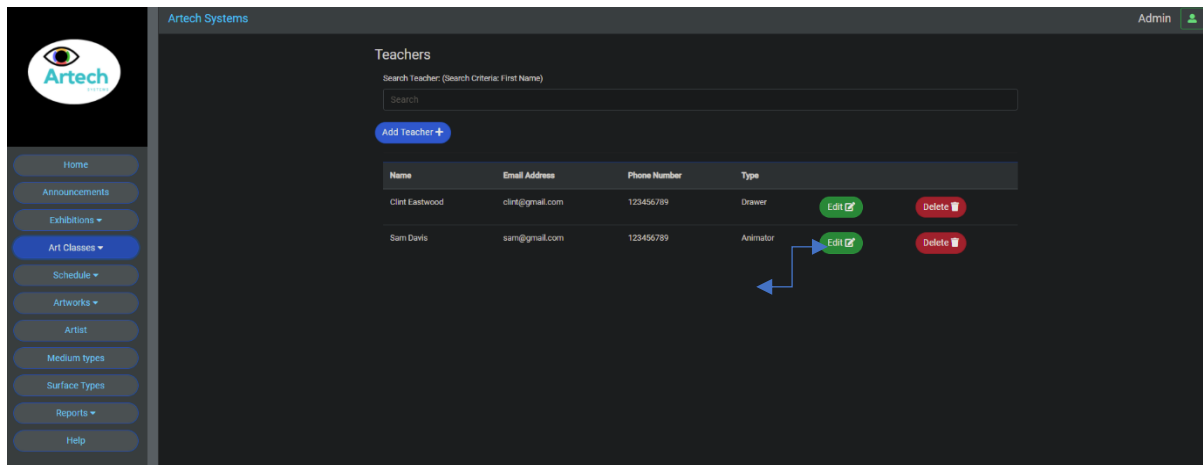 Artech Systems
Admin
Artech
SYSTEMS
Home
Announcements
Exhibitions
Art Classes
Schedule
Artworks
Artist
Medium types
Surface Types
Reports
Help
Teachers
Search Teacher: (Search Criteria: First Name)
Search
Add Teacher +
Name Email Address Phone Number Type
Clint Eastwood clint@gmail.com 123456789 Drawer Edit Delete
Sam Davis sam@gmail.com 123456789 Animator Edit Delete